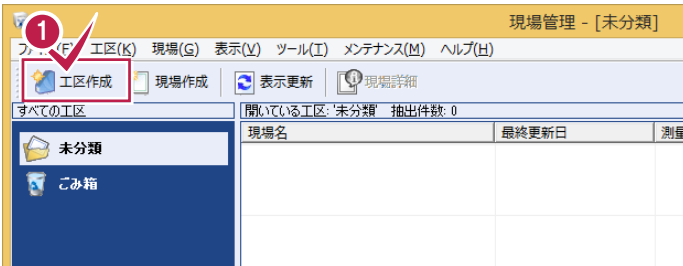 現場管理 - [未分類]
1
工区(K) 現場(G) 表示(V) ツール(T) メンテナンス(M) ヘルプ(H)
工区作成 現場作成 表示更新 現場詳細
すべての工区 開いている工区:'未分類' 抽出件数: 0
現場名 最終更新日 測量
未分類
ごみ箱